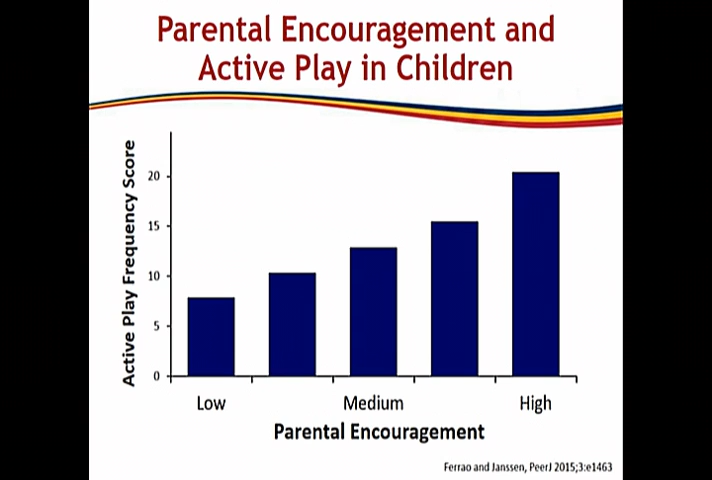 Parental Encouragement and
Active Play in Children
Active Play Frequency Score
20
15
10
5
0
Low Medium High
Parental Encouragement
Ferrao and Janssen, PeerJ 2015;3:e1463